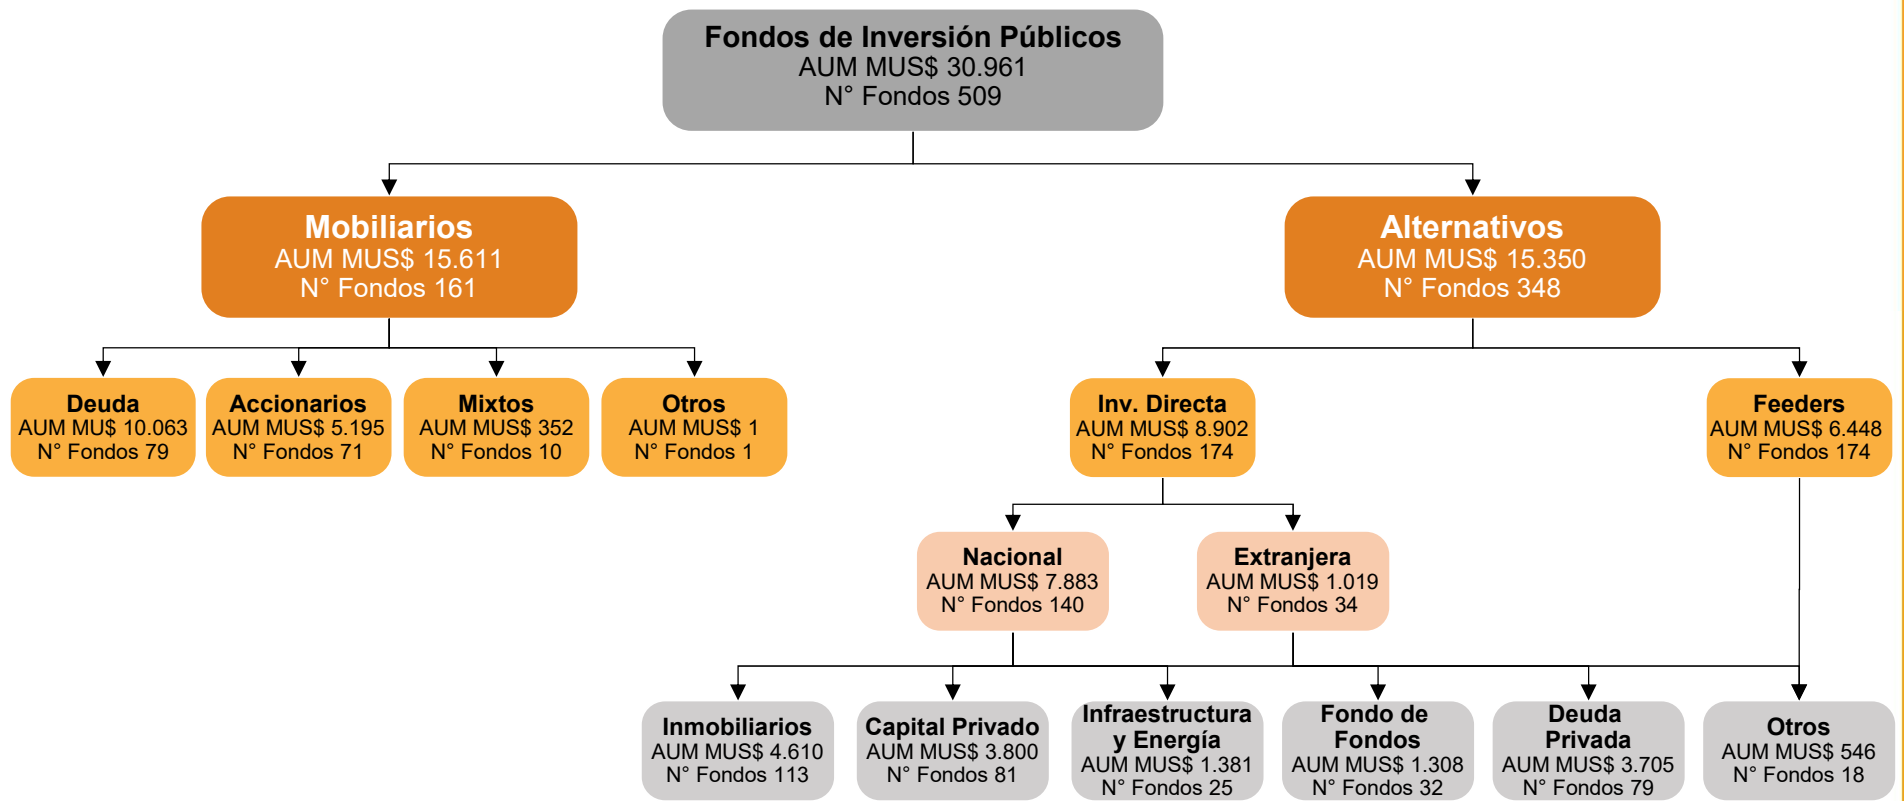 Fondos de Inversión Públicos
AUM MUS$ 30.961
N° Fondos 509
Mobiliarios
AUM MUS$ 15.611
N° Fondos 161
Alternativos
AUM MUS$ 15.350
N° Fondos 348
Deuda
AUM MU$ 10.063
N° Fondos 79
Accionarios
AUM MUS$ 5.195
N° Fondos 71
Mixtos
AUM MUS$ 352
N° Fondos 10
Otros
AUM MUS$ 1
N° Fondos 1
Inv. Directa
AUM MUS$ 8.902
N° Fondos 174
Feeders
AUM MUS$ 6.448
N° Fondos 174
Nacional
AUM MUS$ 7.883
N° Fondos 140
Extranjera
AUM MUS$ 1.019
N° Fondos 34
Inmobiliarios
AUM MUS$ 4.610
N° Fondos 113
Capital Privado
AUM MUS$ 3.800
N° Fondos 81
Infraestructura
y Energía
AUM MUS$ 1.381
N° Fondos 25
Fondo de
Fondos
AUM MUS$ 1.308
N° Fondos 32
Deuda
Privada
AUM MUS$ 3.705
N° Fondos 79
Otros
AUM MUS$ 546
N° Fondos 18